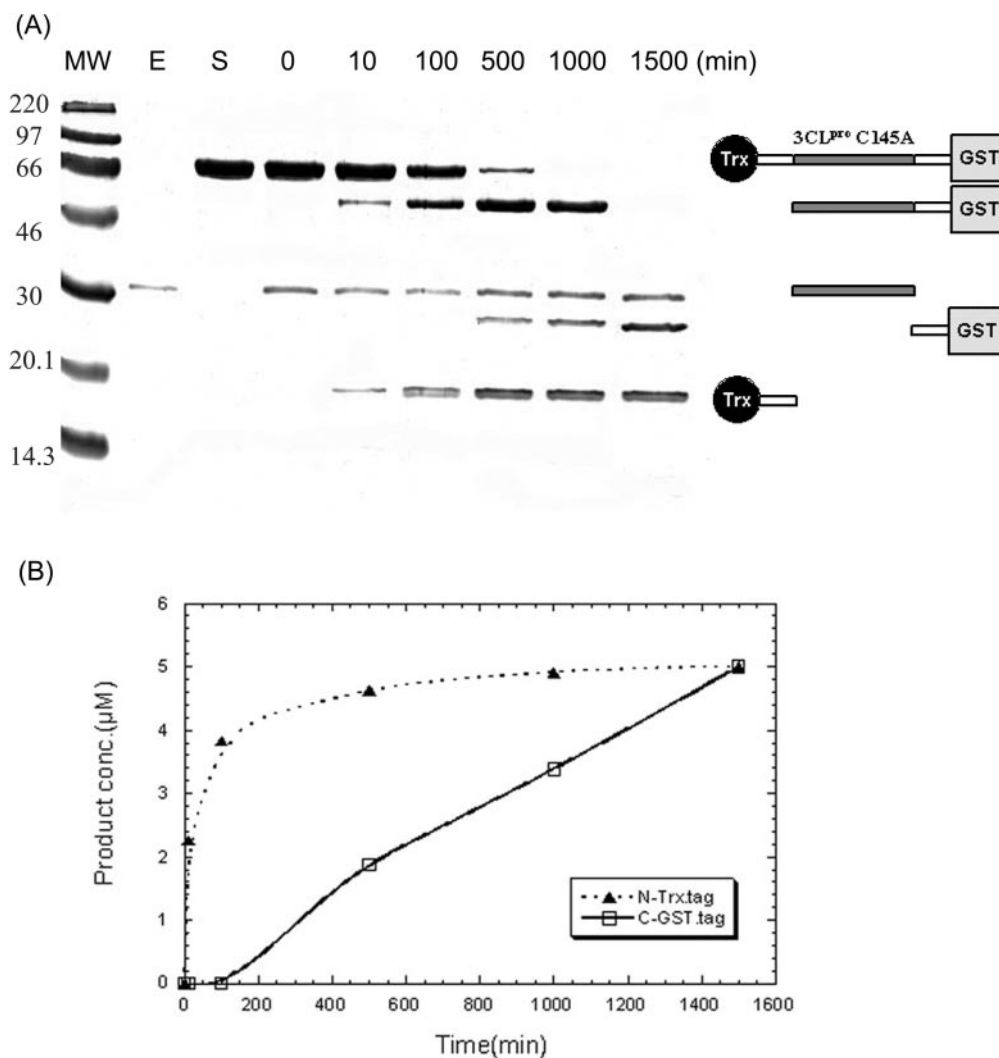 (A)
MW E S 0 10 100 500 1000 1500 (min)
220
97
66
46
30
20.1
14.3
3CLpro C145A
Trx GST
GST
GST
Trx
(B)
Product conc.(μM)
6
5
4
3
2
1
0
0 200 400 600 800 1000 1200 1400 1600
Time(min)
N-Trx.tag
C-GST.tag